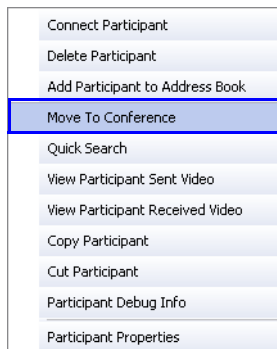 Connect Participant
Delete Participant
Add Participant to Address Book
Move To Conference
Quick Search
View Participant Sent Video
View Participant Received Video
Copy Participant
Cut Participant
Participant Debug Info
Participant Properties